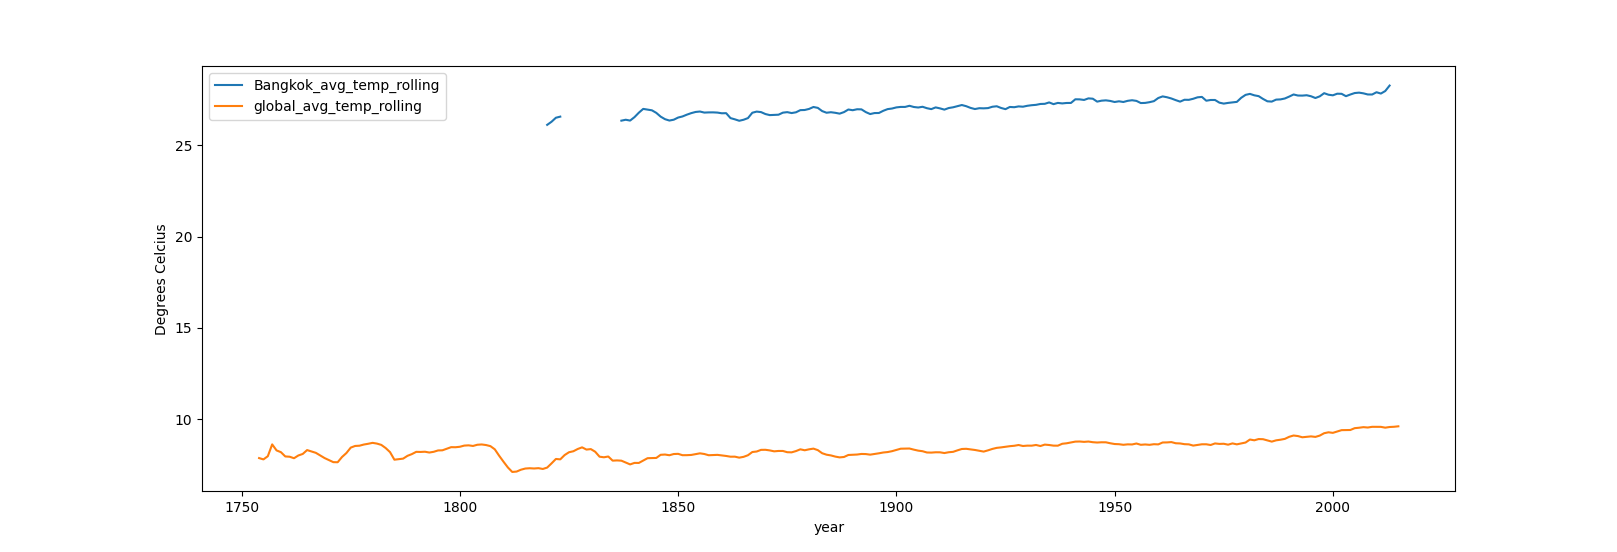 Bangkok_avg_temp_rolling
global_avg_temp_rolling
25
20
15
10
Degrees Celcius
1750
1800
1850
1900
1950
2000
year